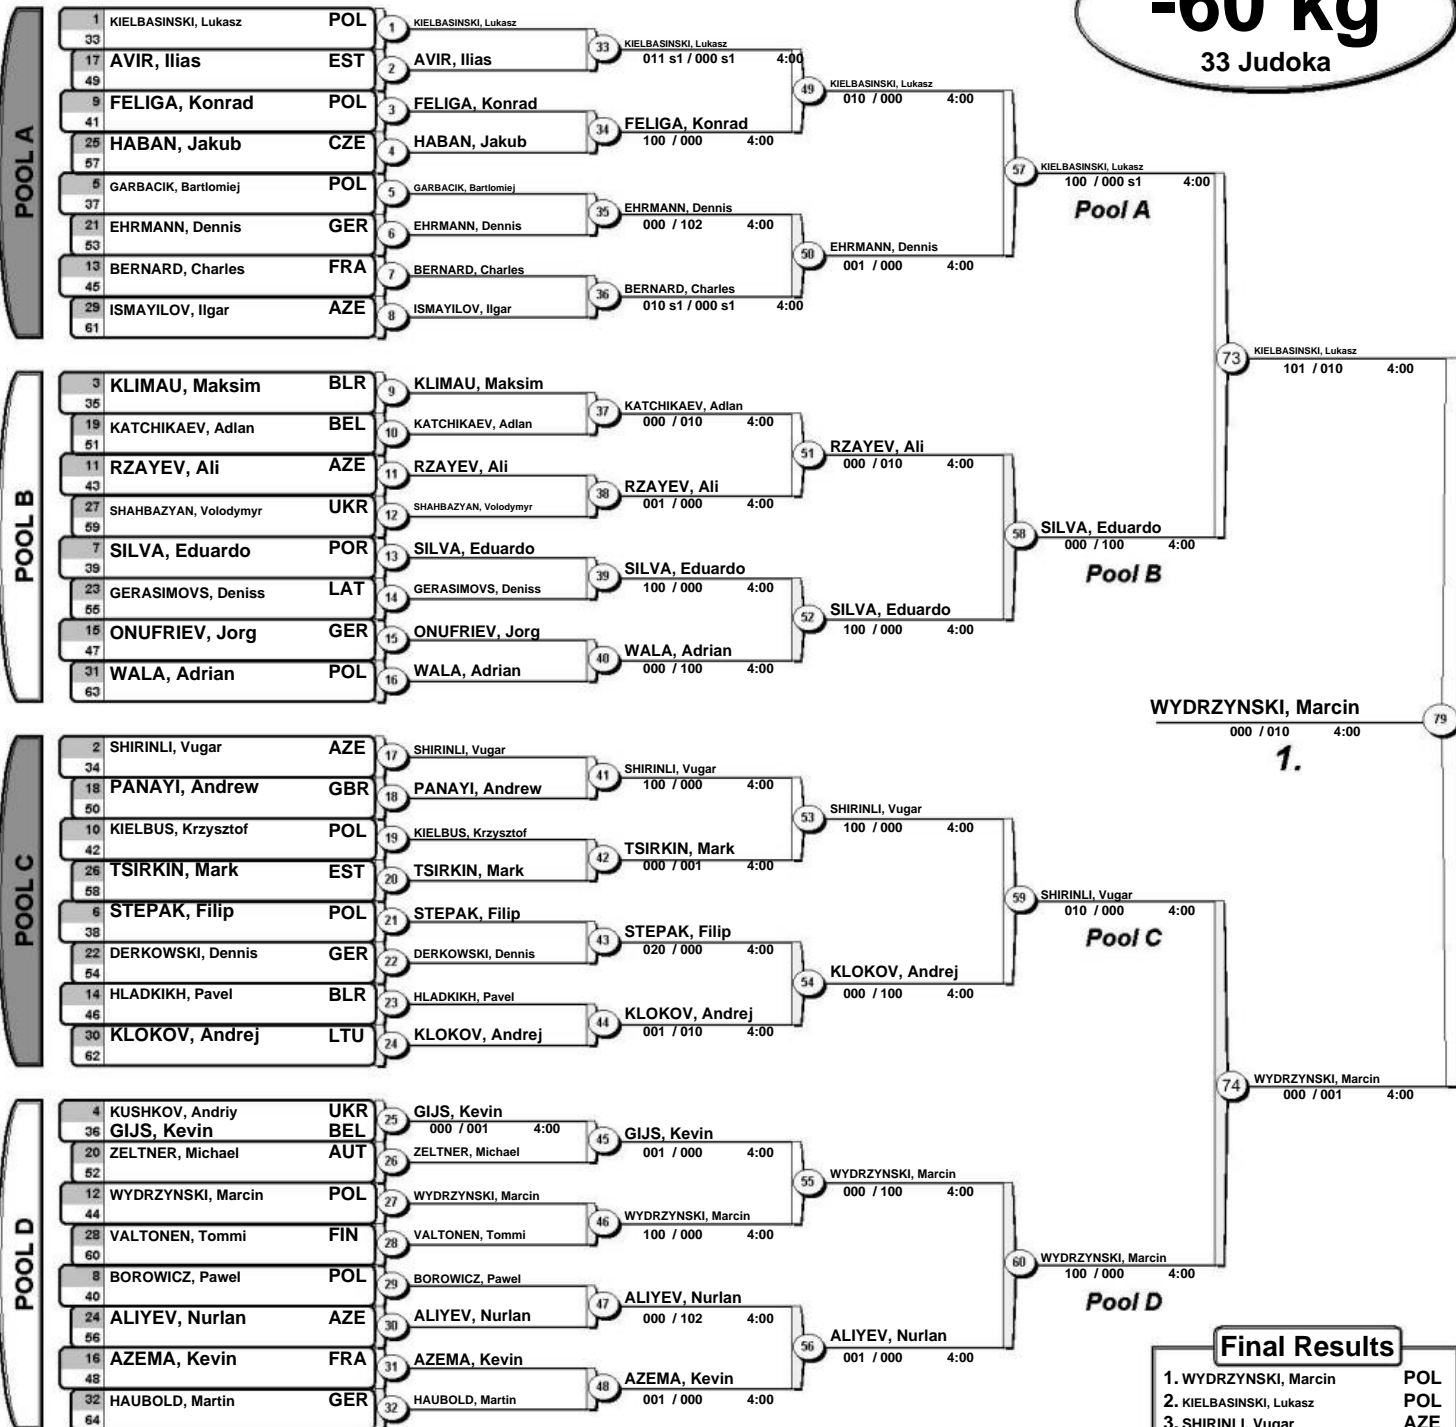 -60 kg
33 Judoka
POOL A
1 KIELBASINSKI, Lukasz POL
33
17 AVIR, Ilias EST
49
9 FELIGA, Konrad POL
41
25 HABAN, Jakub CZE
57
5 GARBACIK, Bartlomiej POL
37
21 EHRMANN, Dennis GER
53
13 BERNARD, Charles FRA
45
29 ISMAYILOV, Ilgar AZE
61
1 KIELBASINSKI, Lukasz
2 AVIR, Ilias
3 FELIGA, Konrad
4 HABAN, Jakub
5 GARBACIK, Bartlomiej
6 EHRMANN, Dennis
7 BERNARD, Charles
8 ISMAYILOV, Ilgar
33 KIELBASINSKI, Lukasz
011 s1 / 000 s1 4:00
34 FELIGA, Konrad
100 / 000 4:00
35 EHRMANN, Dennis
000 / 102 4:00
36 BERNARD, Charles
010 s1 / 000 s1 4:00
49 KIELBASINSKI, Lukasz
010 / 000 4:00
50 EHRMANN, Dennis
001 / 000 4:00
57 KIELBASINSKI, Lukasz
100 / 000 s1 4:00
Pool A
POOL B
3 KLIMAU, Maksim BLR
35
19 KATCHIKAEV, Adlan BEL
51
11 RZAYEV, Ali AZE
43
27 SHAHBAZYAN, Volodymyr UKR
59
7 SILVA, Eduardo POR
39
23 GERASIMOVS, Deniss LAT
55
15 ONUFRIEV, Jorg GER
47
31 WALA, Adrian POL
63
9 KLIMAU, Maksim
10 KATCHIKAEV, Adlan
11 RZAYEV, Ali
12 SHAHBAZYAN, Volodymyr
13 SILVA, Eduardo
14 GERASIMOVS, Deniss
15 ONUFRIEV, Jorg
16 WALA, Adrian
37 KATCHIKAEV, Adlan
000 / 010 4:00
38 RZAYEV, Ali
001 / 000 4:00
39 SILVA, Eduardo
100 / 000 4:00
40 WALA, Adrian
000 / 100 4:00
51 RZAYEV, Ali
000 / 010 4:00
52 SILVA, Eduardo
100 / 000 4:00
58 SILVA, Eduardo
000 / 100 4:00
Pool B
73 KIELBASINSKI, Lukasz
101 / 010 4:00
WYDRZYNSKI, Marcin 79
000 / 010 4:00
1.
POOL C
2 SHIRINLI, Vugar AZE
34
18 PANAYI, Andrew GBR
50
10 KIELBUS, Krzysztof POL
42
26 TSIRKIN, Mark EST
58
6 STEPAK, Filip POL
38
22 DERKOWSKI, Dennis GER
54
14 HLADKIKH, Pavel BLR
46
30 KLOKOV, Andrej LTU
62
17 SHIRINLI, Vugar
18 PANAYI, Andrew
19 KIELBUS, Krzysztof
20 TSIRKIN, Mark
21 STEPAK, Filip
22 DERKOWSKI, Dennis
23 HLADKIKH, Pavel
24 KLOKOV, Andrej
41 SHIRINLI, Vugar
100 / 000 4:00
42 TSIRKIN, Mark
000 / 001 4:00
43 STEPAK, Filip
020 / 000 4:00
44 KLOKOV, Andrej
001 / 010 4:00
53 SHIRINLI, Vugar
100 / 000 4:00
54 KLOKOV, Andrej
000 / 100 4:00
59 SHIRINLI, Vugar
010 / 000 4:00
Pool C
POOL D
4 KUSHKOV, Andriy UKR
36 GIJS, Kevin BEL
20 ZELTNER, Michael AUT
52
12 WYDRZYNSKI, Marcin POL
44
28 VALTONEN, Tommi FIN
60
8 BOROWICZ, Pawel POL
40
24 ALIYEV, Nurlan AZE
56
16 AZEMA, Kevin FRA
48
32 HAUBOLD, Martin GER
64
25 GIJS, Kevin
000 / 001 4:00
26 ZELTNER, Michael
27 WYDRZYNSKI, Marcin
28 VALTONEN, Tommi
29 BOROWICZ, Pawel
30 ALIYEV, Nurlan
31 AZEMA, Kevin
32 HAUBOLD, Martin
45 GIJS, Kevin
001 / 000 4:00
46 WYDRZYNSKI, Marcin
100 / 000 4:00
47 ALIYEV, Nurlan
000 / 102 4:00
48 AZEMA, Kevin
001 / 000 4:00
55 WYDRZYNSKI, Marcin
000 / 100 4:00
56 ALIYEV, Nurlan
001 / 000 4:00
60 WYDRZYNSKI, Marcin
100 / 000 4:00
Pool D
74 WYDRZYNSKI, Marcin
000 / 001 4:00
Final Results
1. WYDRZYNSKI, Marcin POL
2. KIELBASINSKI, Lukasz POL
3. SHIRINLI, Vugar AZE